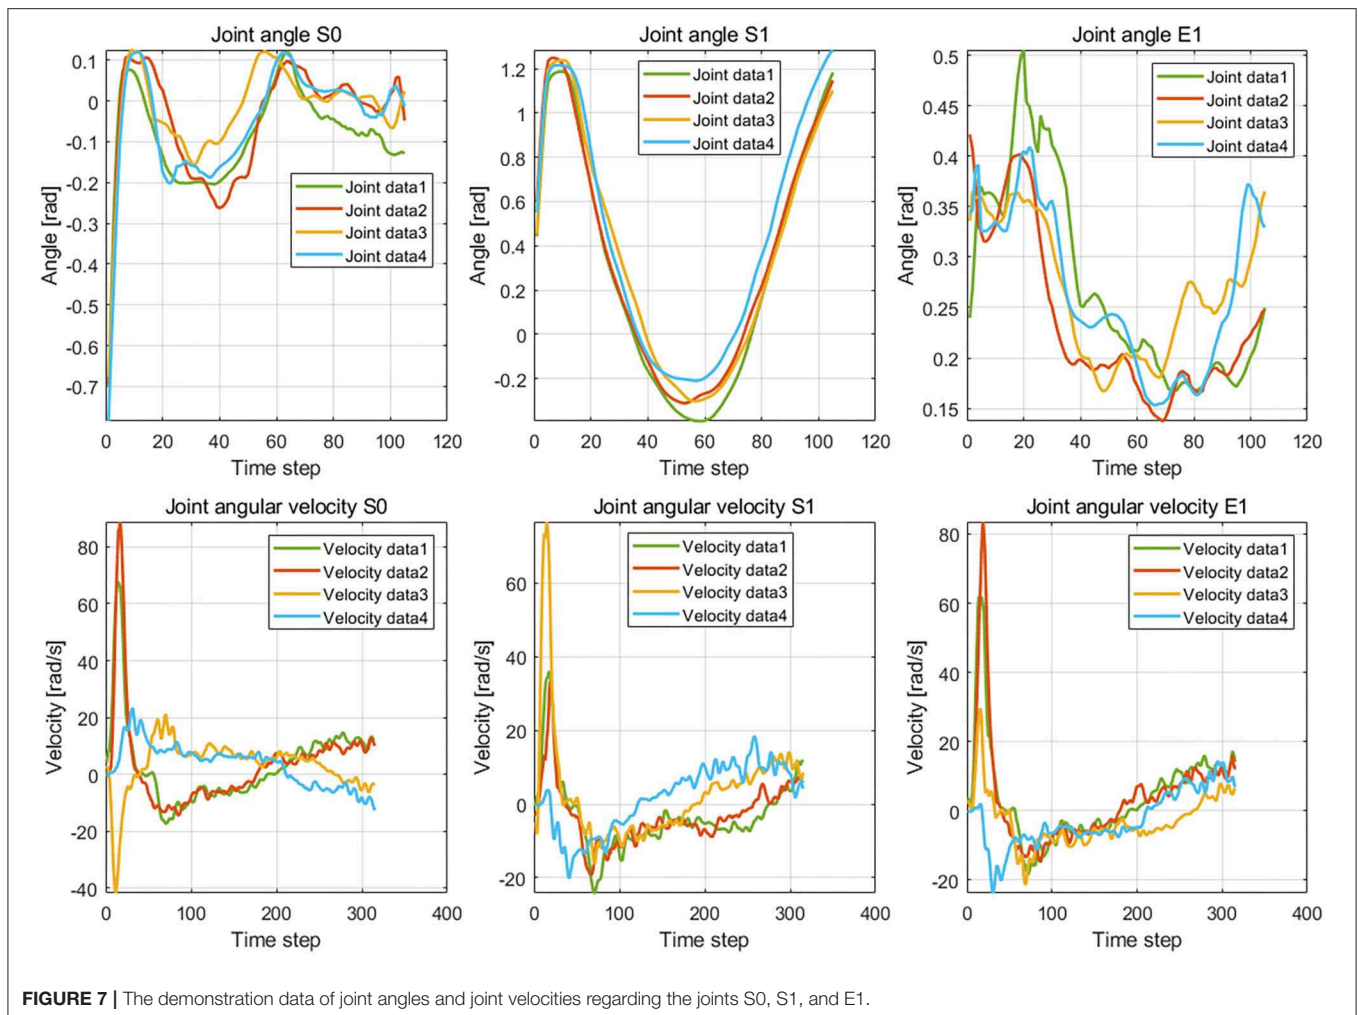 Joint angle S0
Angle [rad]
0.1
0
-0.1
-0.2
-0.3
-0.4
-0.5
-0.6
-0.7
Joint data1
Joint data2
Joint data3
Joint data4
0 20 40 60 80 100 120
Time step
Joint angle S1
Angle [rad]
1.2
1
0.8
0.6
0.4
0.2
0
-0.2
Joint data1
Joint data2
Joint data3
Joint data4
0 20 40 60 80 100 120
Time step
Joint angle E1
Angle [rad]
0.5
0.45
0.4
0.35
0.3
0.25
0.2
0.15
Joint data1
Joint data2
Joint data3
Joint data4
0 20 40 60 80 100 120
Time step
Joint angular velocity S0
Velocity [rad/s]
80
60
40
20
0
-20
-40
Velocity data1
Velocity data2
Velocity data3
Velocity data4
0 100 200 300 400
Time step
Joint angular velocity S1
Velocity [rad/s]
60
40
20
0
-20
Velocity data1
Velocity data2
Velocity data3
Velocity data4
0 100 200 300 400
Time step
Joint angular velocity E1
Velocity [rad/s]
80
60
40
20
0
-20
Velocity data1
Velocity data2
Velocity data3
Velocity data4
0 100 200 300 400
Time step
FIGURE 7 | The demonstration data of joint angles and joint velocities regarding the joints S0, S1, and E1.